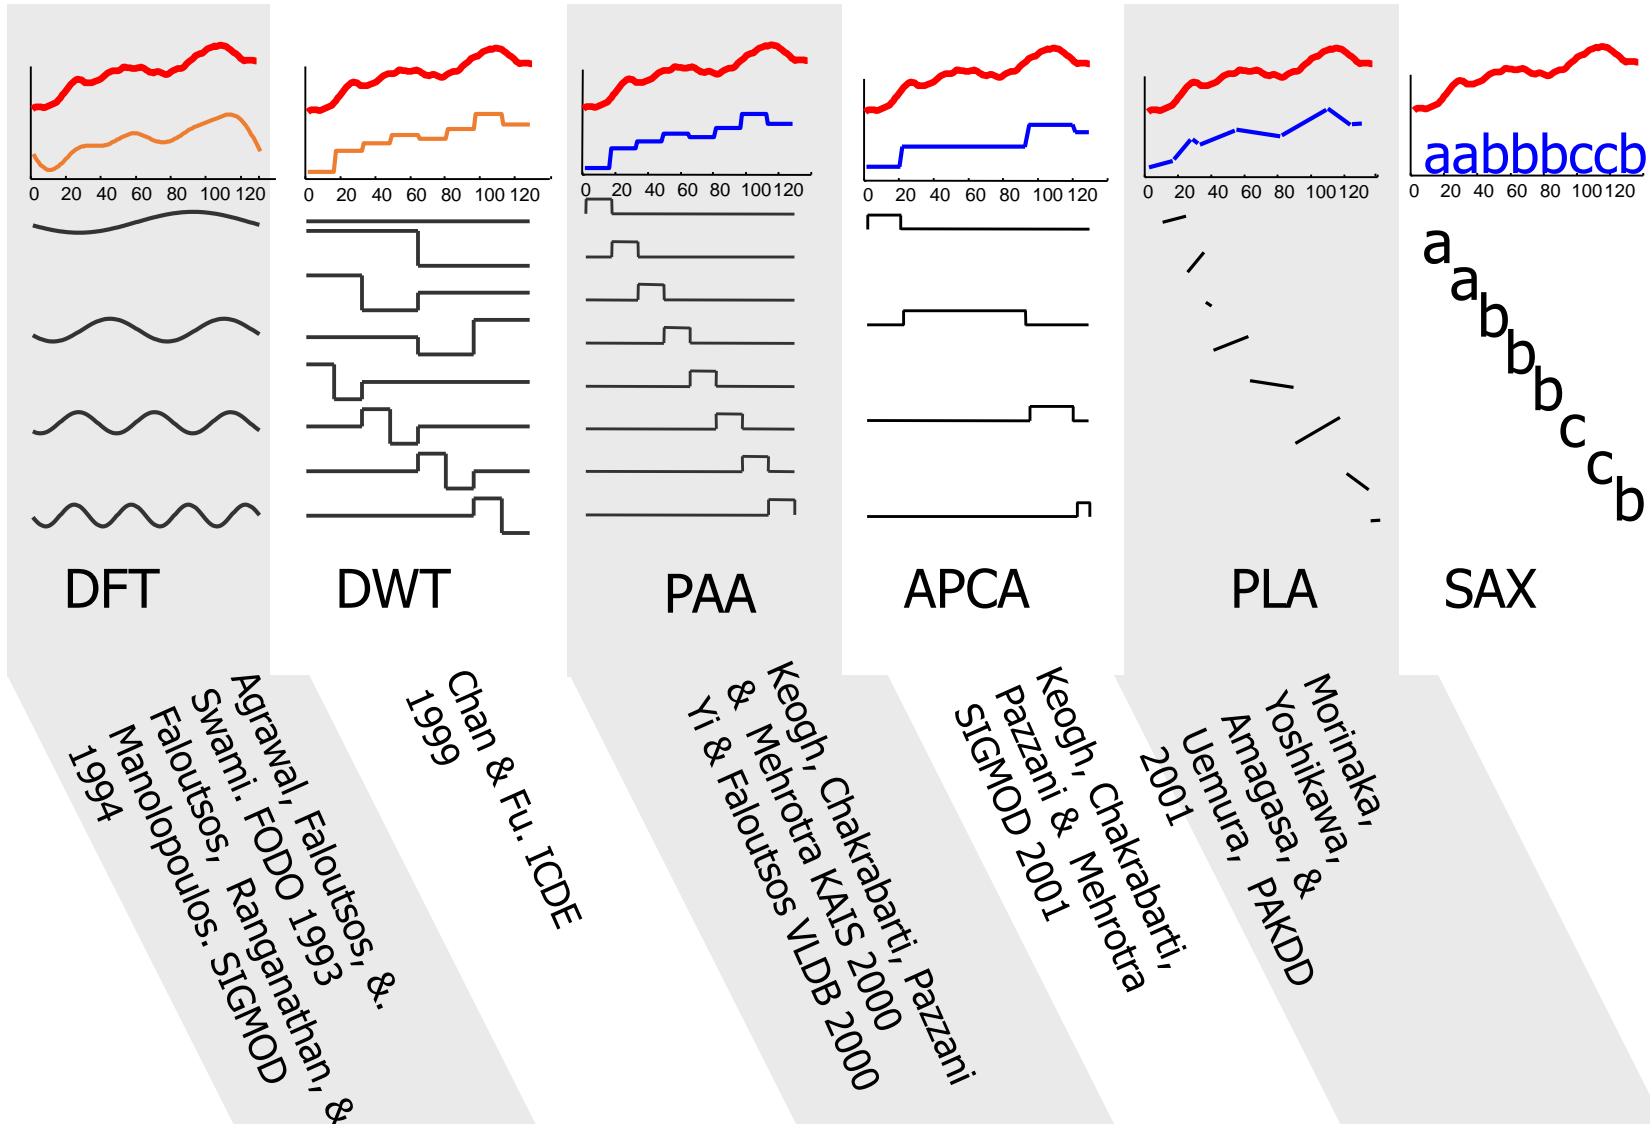 0 20 40 60 80 100 120
0 20 40 60 80 100 120
0 20 40 60 80 100 120
0 20 40 60 80 100 120
0 20 40 60 80 100 120
aabbbccb
0 20 40 60 80 100 120
a
a
b
b
b
c
c
b
DFT
DWT
PAA
APCA
PLA
SAX
Agrawal, Faloutsos, &.
Swami. FODO 1993
Faloutsos, Ranganathan, &
Manolopoulos. SIGMOD
1994
Chan & Fu. ICDE
1999
Keogh, Chakrabarti, Pazzani
& Mehrotra KAIS 2000
Yi & Faloutsos VLDB 2000
Keogh, Chakrabarti,
Pazzani & Mehrotra
SIGMOD 2001
Morinaka,
Yoshikawa,
Amagasa, &
Uemura, PAKDD
2001